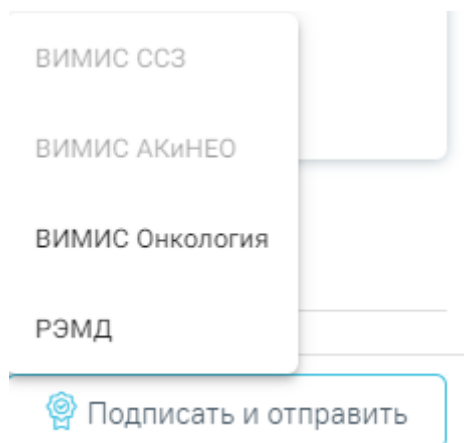 ВИМИС ССЗ
ВИМИС АКиНЕО
ВИМИС Онкология
РЭМД
Подписать и отправить